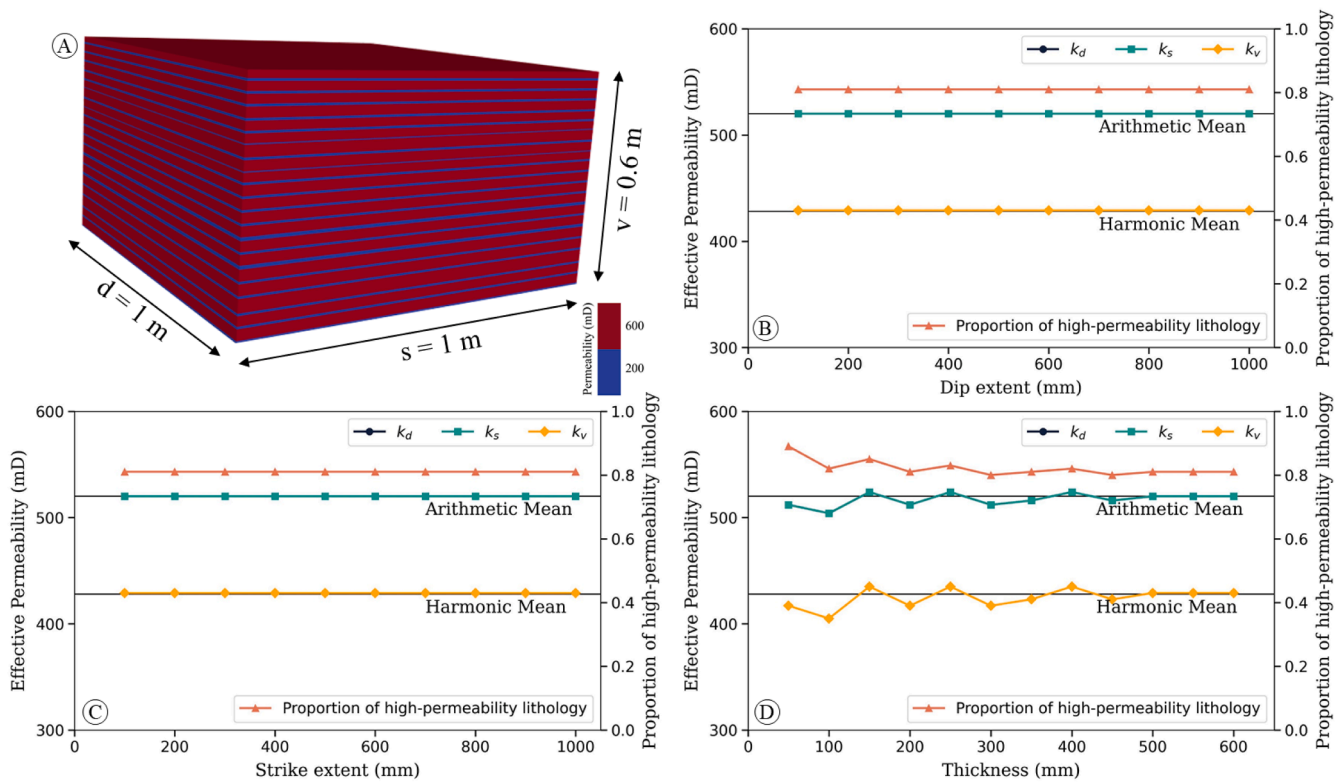 A
d = 1 m
s = 1 m
v = 0.6 m
Permeability (mD)
600
200
600
500
400
300
Effective Permeability (mD)
k_d k_s k_v
Arithmetic Mean
Harmonic Mean
Proportion of high-permeability lithology
B
0 200 400 600 800 1000
Dip extent (mm)
1.0
0.8
0.6
0.4
0.2
0.0
Proportion of high-permeability lithology
600
500
400
300
Effective Permeability (mD)
k_d k_s k_v
Arithmetic Mean
Harmonic Mean
Proportion of high-permeability lithology
C
0 200 400 600 800 1000
Strike extent (mm)
1.0
0.8
0.6
0.4
0.2
0.0
Proportion of high-permeability lithology
600
500
400
300
Effective Permeability (mD)
k_d k_s k_v
Arithmetic Mean
Harmonic Mean
Proportion of high-permeability lithology
D
0 100 200 300 400 500 600
Thickness (mm)
1.0
0.8
0.6
0.4
0.2
0.0
Proportion of high-permeability lithology